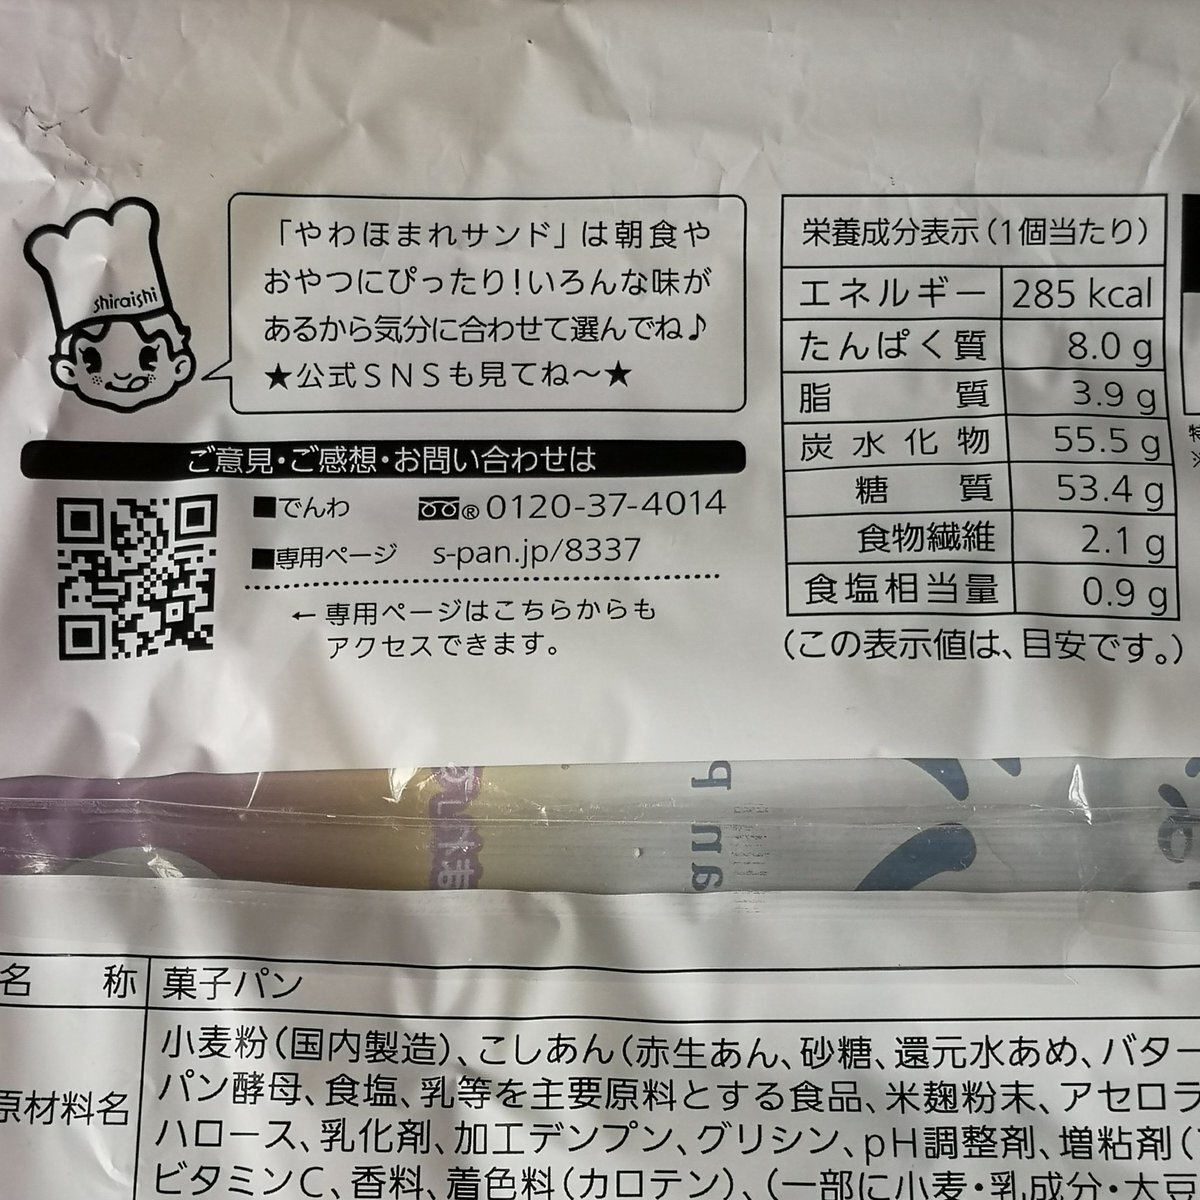 shiraishi
「やわほまれサンド」は朝食や
おやつにぴったり!いろんな味が
あるから気分に合わせて選んでね♪
★公式SNSも見てね～★
ご意見・ご感想・お問い合わせは
■でんわ ®0120-37-4014
■専用ページ s-pan.jp/8337
←専用ページはこちらからも
アクセスできます。
栄養成分表示(1個当たり)
エネルギー 285 kcal
たんぱく質 8.0 g
脂質 3.9 g
炭水化物 55.5 g
糖質 53.4 g
食物繊維 2.1 g
食塩相当量 0.9 g
(この表示値は、目安です。)
名称 菓子パン
原材料名
小麦粉(国内製造)、こしあん(赤生あん、砂糖、還元水あめ、バター
パン酵母、食塩、乳等を主要原料とする食品、米麹粉末、アセロラ
ハロース、乳化剤、加工デンプン、グリシン、pH調整剤、増粘剤(
ビタミンC、香料、着色料(カロテン)、(一部に小麦・乳成分・大豆